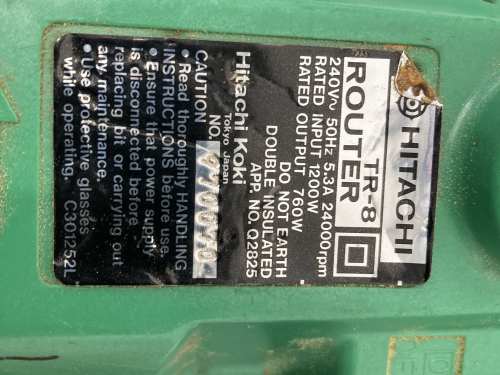 HITACHI
ROUTER TR-8
240V~ 50Hz 5.3A 24000rpm
RATED INPUT 1200W
RATED OUTPUT 760W
DO NOT EARTH
DOUBLE INSULATED
APP. NO. Q2825
Hitachi Koki
Tokyo Japan
NO.
CAUTION
• Read thoroughly HANDLING
INSTRUCTIONS before use.
• Ensure that power supply
is disconnected before
replacing bit or carrying out
any maintenance.
• Use protective glasses
while operating. C301252L